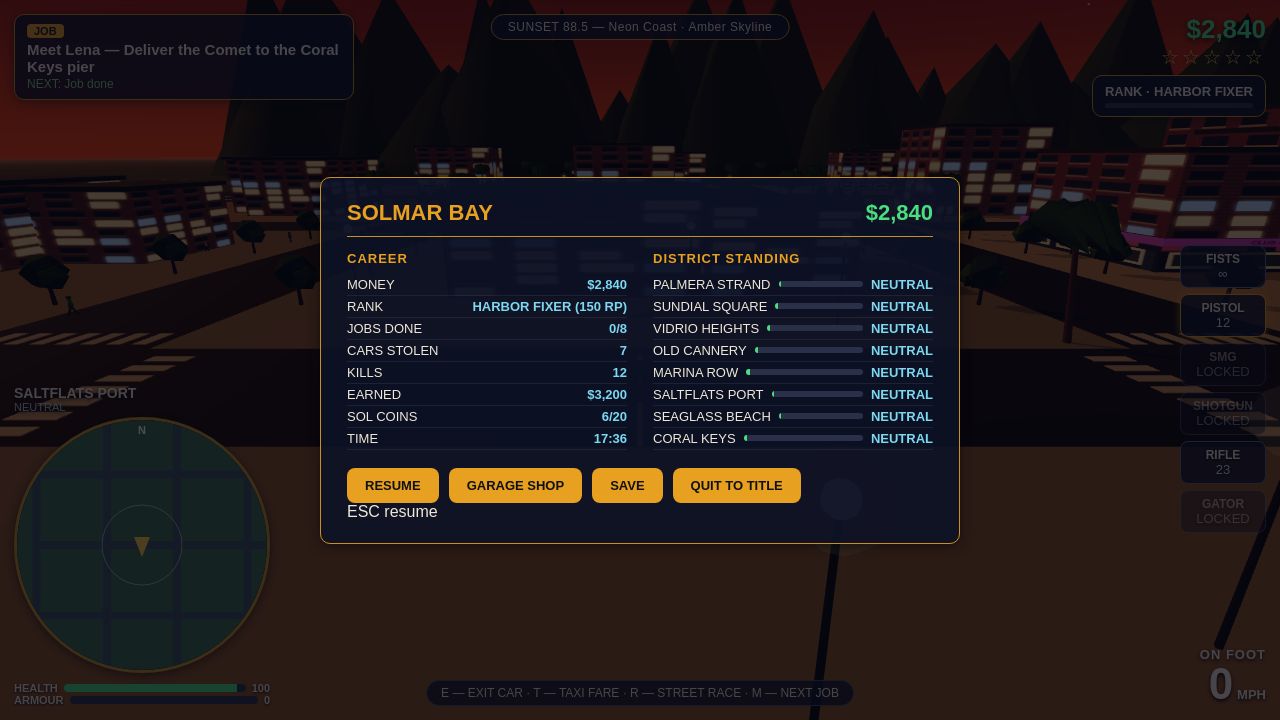 JOB
Meet Lena — Deliver the Comet to the Coral
Keys pier
NEXT: Job done
SUNSET 88.5 — Neon Coast · Amber Skyline
$2,840
☆☆☆☆☆
RANK · HARBOR FIXER
SOLMAR BAY
$2,840
CAREER
MONEY $2,840
RANK HARBOR FIXER (150 RP)
JOBS DONE 0/8
CARS STOLEN 7
KILLS 12
EARNED $3,200
SOL COINS 6/20
TIME 17:36
DISTRICT STANDING
PALMERA STRAND NEUTRAL
SUNDIAL SQUARE NEUTRAL
VIDRIO HEIGHTS NEUTRAL
OLD CANNERY NEUTRAL
MARINA ROW NEUTRAL
SALTFLATS PORT NEUTRAL
SEAGLASS BEACH NEUTRAL
CORAL KEYS NEUTRAL
RESUME GARAGE SHOP SAVE QUIT TO TITLE
ESC resume
FISTS
∞
PISTOL
12
SMG
LOCKED
SHOTGUN
LOCKED
RIFLE
23
GATOR
LOCKED
SALTFLATS PORT
NEUTRAL
N
HEALTH 100
ARMOUR 0
E — EXIT CAR · T — TAXI FARE · R — STREET RACE · M — NEXT JOB
ON FOOT
0 MPH